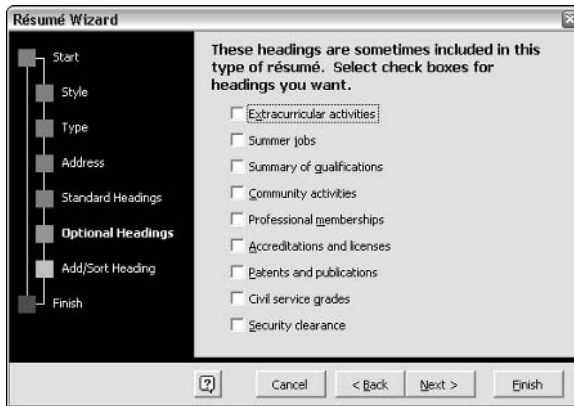 Résumé Wizard
Start
Style
Type
Address
Standard Headings
Optional Headings
Add/Sort Heading
Finish
These headings are sometimes included in this
type of résumé. Select check boxes for
headings you want.
Extracurricular activities
Summer jobs
Summary of qualifications
Community activities
Professional memberships
Accreditations and licenses
Patents and publications
Civil service grades
Security clearance
? Cancel < Back Next > Finish